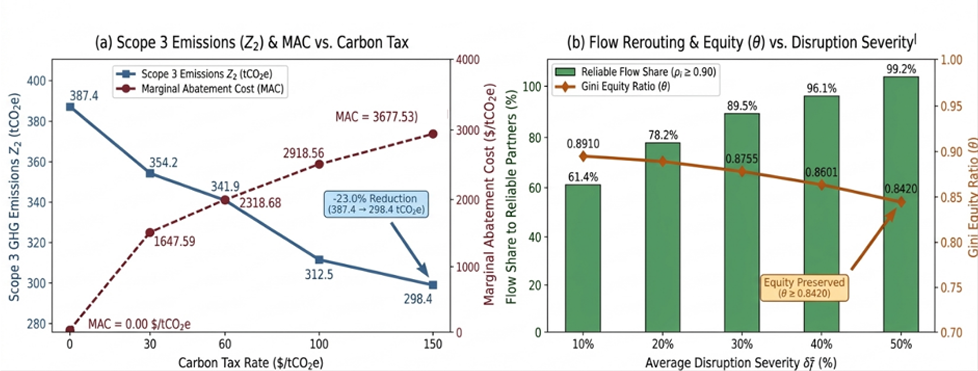 (a) Scope 3 Emissions (Z₂) & MAC vs. Carbon Tax
Scope 3 Emissions Z₂ (tCO₂e)
Marginal Abatement Cost (MAC)
Scope 3 GHG Emissions Z₂ (tCO₂e)
400
380
360
340
320
300
280
387.4
354.2
341.9
312.5
298.4
MAC = 0.00 $/tCO₂e
1647.59
2318.68
2918.56
MAC = 3677.53)
-23.0% Reduction
(387.4 → 298.4 tCO₂e)
4000
3000
2000
1000
0
Marginal Abatement Cost ($/tCO₂e)
0 30 60 100 150
Carbon Tax Rate ($/tCO₂e)
(b) Flow Rerouting & Equity (θ) vs. Disruption Severity|
Reliable Flow Share (ρᵢ ≥ 0.90)
Gini Equity Ratio (θ)
Flow Share to Reliable Partners (%)
100
80
60
40
20
0
61.4%
78.2%
89.5%
96.1%
99.2%
0.8910
0.8755
0.8601
0.8420
Equity Preserved
(θ ≥ 0.8420)
1.00
0.95
0.90
0.85
0.80
0.75
0.70
Gini Equity Ratio (θ)
10% 20% 30% 40% 50%
Average Disruption Severity (%)